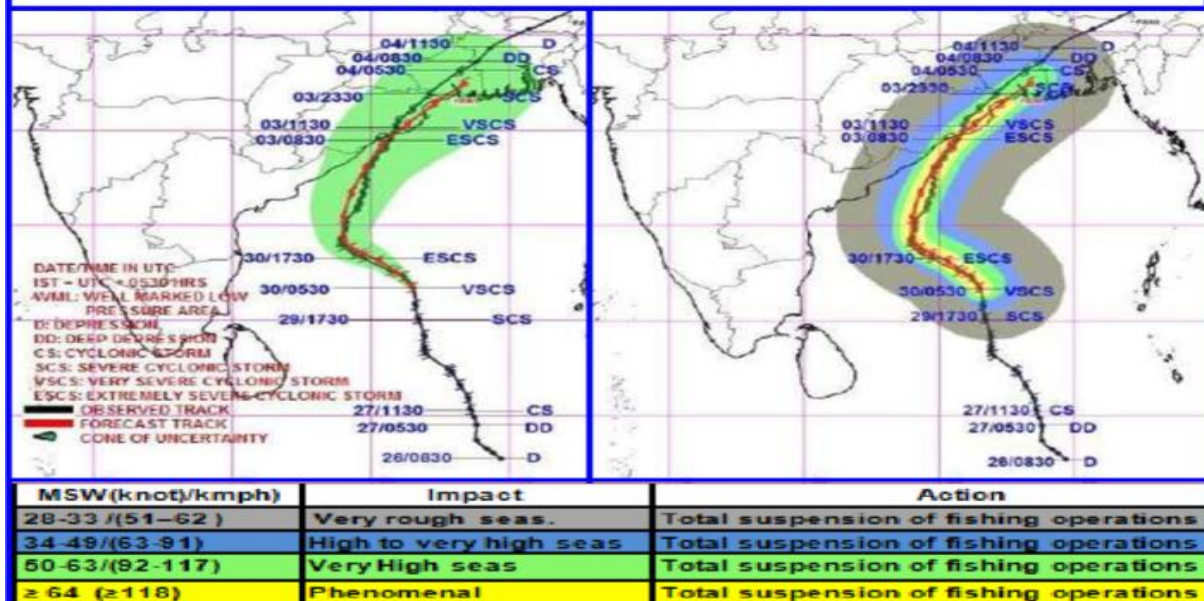 04/1130 D
04/0830 DD
04/0530 CS
03/2330 SCS
03/1130 VSCS
03/0830 ESCS
30/1730 ESCS
30/0530 VSCS
29/1730 SCS
27/1130 CS
27/0530 DD
26/0830 D
DATE/TIME IN UTC
IST = UTC + 0530 HRS
WML: WELL MARKED LOW
PRESSURE AREA
D: DEPRESSION
DD: DEEP DEPRESSION
CS: CYCLONIC STORM
SCS: SEVERE CYCLONIC STORM
VSCS: VERY SEVERE CYCLONIC STORM
ESCS: EXTREMELY SEVERE CYCLONIC STORM
OBSERVED TRACK
FORECAST TRACK
CONE OF UNCERTAINTY
04/1130 D
04/0830 DD
04/0530 CS
03/2330 SCS
03/1130 VSCS
03/0830 ESCS
30/1730 ESCS
30/0530 VSCS
29/1730 SCS
27/1130 CS
27/0530 DD
26/0830 D
MSW(knot)/kmph) Impact Action
28-33 /(51–62 ) Very rough seas. Total suspension of fishing operations
34-49/(63-91) High to very high seas Total suspension of fishing operations
50-63/(92-117) Very High seas Total suspension of fishing operations
≥ 64 (≥118) Phenomenal Total suspension of fishing operations